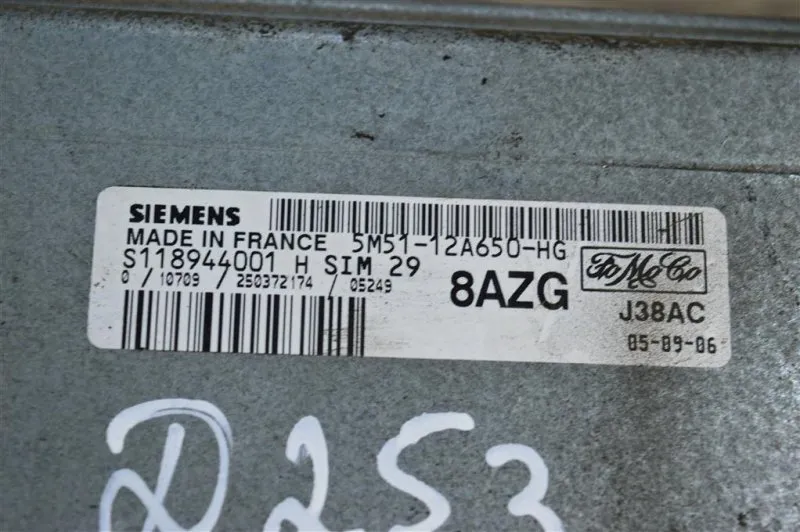 SIEMENS
MADE IN FRANCE 5M51-12A650-HG
S118944001 H SIM 29
0 / 10709 / 250372174 / 05249
8AZG
FoMoCo
J38AC
05-09-06
D253